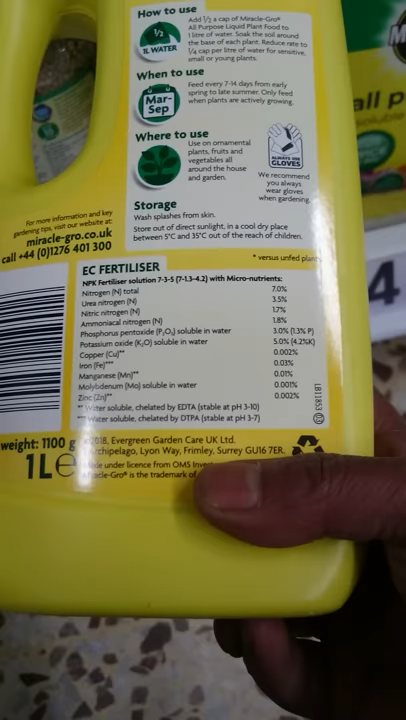 How to use
1/2
1L WATER
Add 1/2 a cap of Miracle-Gro®
All Purpose Liquid Plant Food to
1 litre of water. Soak the soil around
the base of each plant. Reduce rate to
1/4 cap per litre of water for sensitive,
small or young plants.
When to use
Mar-
Sep
Feed every 7-14 days from early
spring to late summer. Only feed
when plants are actively growing.
Where to use
Use on ornamental
plants, fruits and
vegetables all
around the house
and garden.
ALWAYS USE
GLOVES
We recommend
you always
wear gloves
when gardening.
Storage
Wash splashes from skin.
Store out of direct sunlight, in a cool dry place
between 5°C and 35°C out of the reach of children.
For more information and key
gardening tips, visit our website at:
miracle-gro.co.uk
call +44 (0)1276 401 300
* versus unfed plants
EC FERTILISER
NPK Fertiliser solution 7-3-5 (7-1.3-4.2) with Micro-nutrients:
Nitrogen (N) total 7.0%
Urea nitrogen (N) 3.5%
Nitric nitrogen (N) 1.7%
Ammoniacal nitrogen (N) 1.8%
Phosphorus pentoxide (P₂O₅) soluble in water 3.0% (1.3% P)
Potassium oxide (K₂O) soluble in water 5.0% (4.2%K)
Copper (Cu)** 0.002%
Iron (Fe)*** 0.03%
Manganese (Mn)** 0.01%
Molybdenum (Mo) soluble in water 0.001%
Zinc (Zn)** 0.002%
** Water soluble, chelated by EDTA (stable at pH 3-10)
*** Water soluble, chelated by DTPA (stable at pH 3-7)
LB11853
weight: 1100 g
1L e
©2018, Evergreen Garden Care UK Ltd.
Archipelago, Lyon Way, Frimley, Surrey GU16 7ER.
Made under licence from OMS
Miracle-Gro® is the trademark of
M
all p
soluble
4